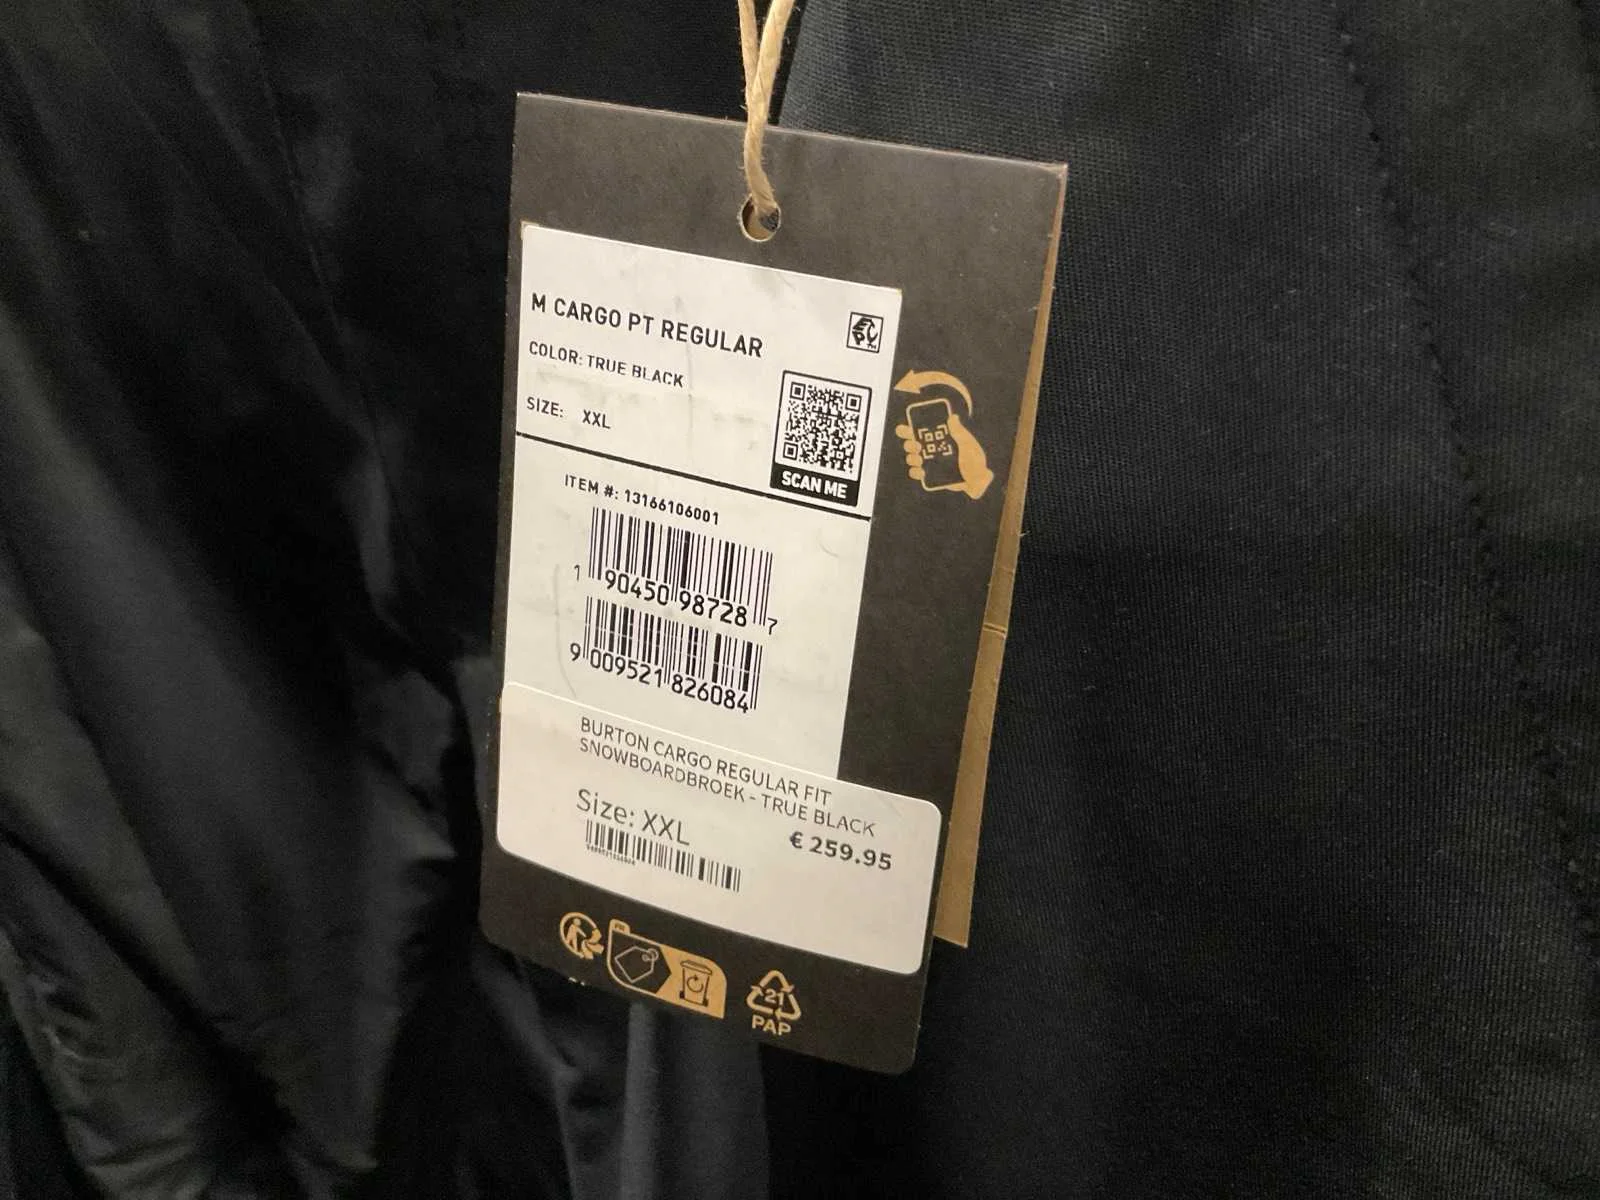 M CARGO PT REGULAR
COLOR: TRUE BLACK
SIZE: XXL
SCAN ME
ITEM #: 13166106001
1 90450 98728 7
9 009521 826084
BURTON CARGO REGULAR FIT
SNOWBOARDBROEK - TRUE BLACK
Size: XXL
€ 259.95
FR
21
PAP